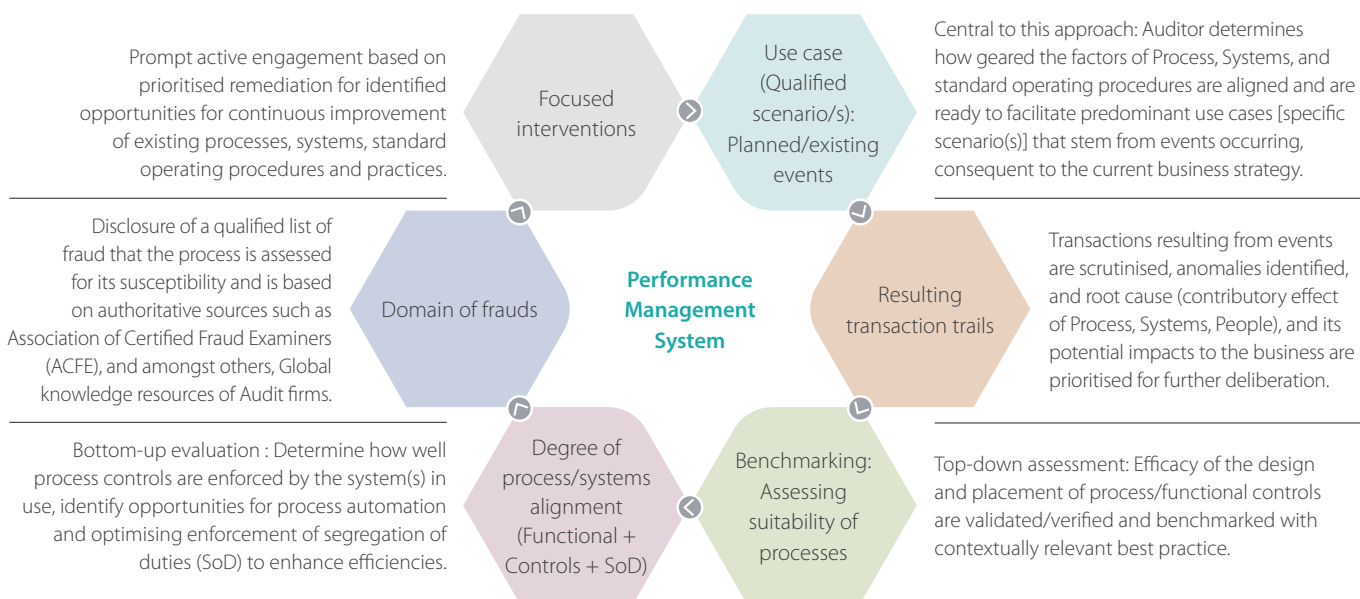 Prompt active engagement based on
prioritised remediation for identified
opportunities for continuous improvement
of existing processes, systems, standard
operating procedures and practices.
Focused
interventions
Use case
(Qualified
scenario/s):
Planned/existing
events
Central to this approach: Auditor determines
how geared the factors of Process, Systems, and
standard operating procedures are aligned and are
ready to facilitate predominant use cases [specific
scenario(s)] that stem from events occurring,
consequent to the current business strategy.
Disclosure of a qualified list of
fraud that the process is assessed
for its susceptibility and is based
on authoritative sources such as
Association of Certified Fraud Examiners
(ACFE), and amongst others, Global
knowledge resources of Audit firms.
Domain of frauds
Performance
Management
System
Resulting
transaction trails
Transactions resulting from events
are scrutinised, anomalies identified,
and root cause (contributory effect
of Process, Systems, People), and its
potential impacts to the business are
prioritised for further deliberation.
Bottom-up evaluation : Determine how well
process controls are enforced by the system(s) in
use, identify opportunities for process automation
and optimising enforcement of segregation of
duties (SoD) to enhance efficiencies.
Degree of
process/systems
alignment
(Functional +
Controls + SoD)
Benchmarking:
Assessing
suitability of
processes
Top-down assessment: Efficacy of the design
and placement of process/functional controls
are validated/verified and benchmarked with
contextually relevant best practice.